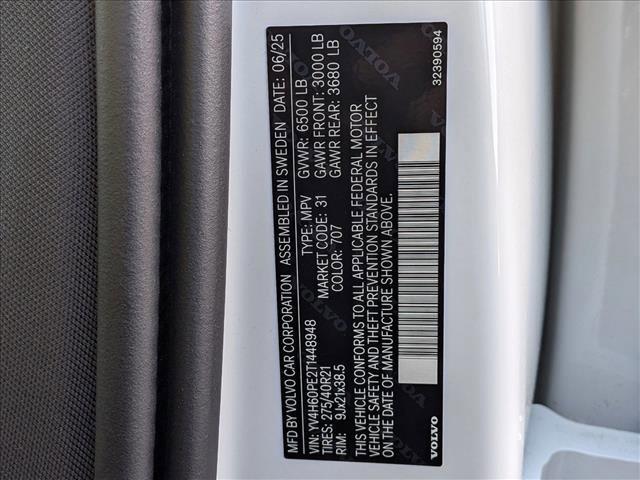 MFD BY VOLVO CAR CORPORATION ASSEMBLED IN SWEDEN DATE: 06/25
VIN: YV4H60PE2T1448948 TYPE: MPV GVWR: 6500 LB
TIRES: 275/40R21 MARKET CODE: 31 GAWR FRONT: 3000 LB
RIM: 9Jx21x38.5 COLOR: 707 GAWR REAR: 3680 LB
THIS VEHICLE CONFORMS TO ALL APPLICABLE FEDERAL MOTOR
VEHICLE SAFETY AND THEFT PREVENTION STANDARDS IN EFFECT
ON THE DATE OF MANUFACTURE SHOWN ABOVE.
VOLVO 32390594